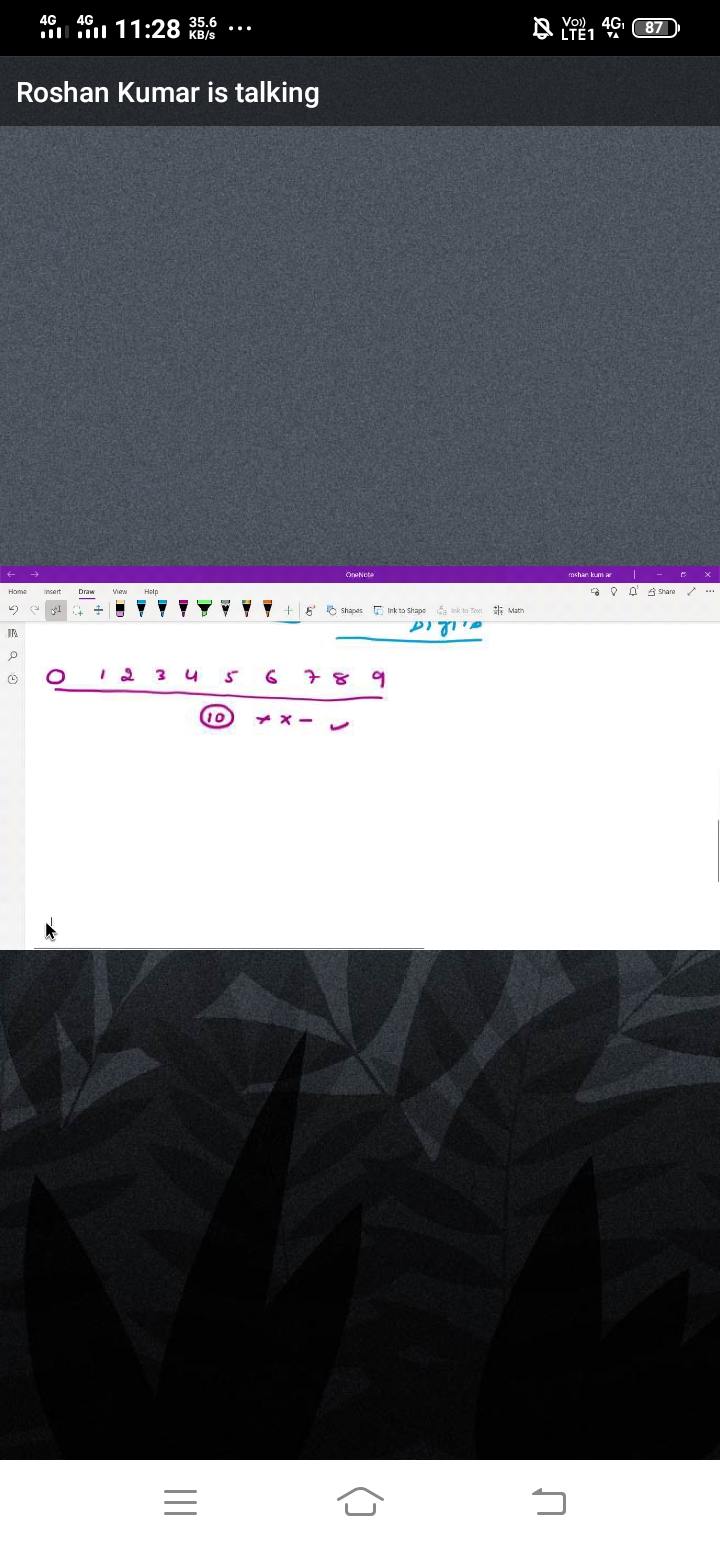 4G 4G 11:28 35.6 KB/s ... Vo)) LTE1 4G 87
Roshan Kumar is talking
OneNote roshan kum ar
Home Insert Draw View Help Share
Shapes Ink to Shape Ink to Text Math
Digits
0 1 2 3 4 5 6 7 8 9
10